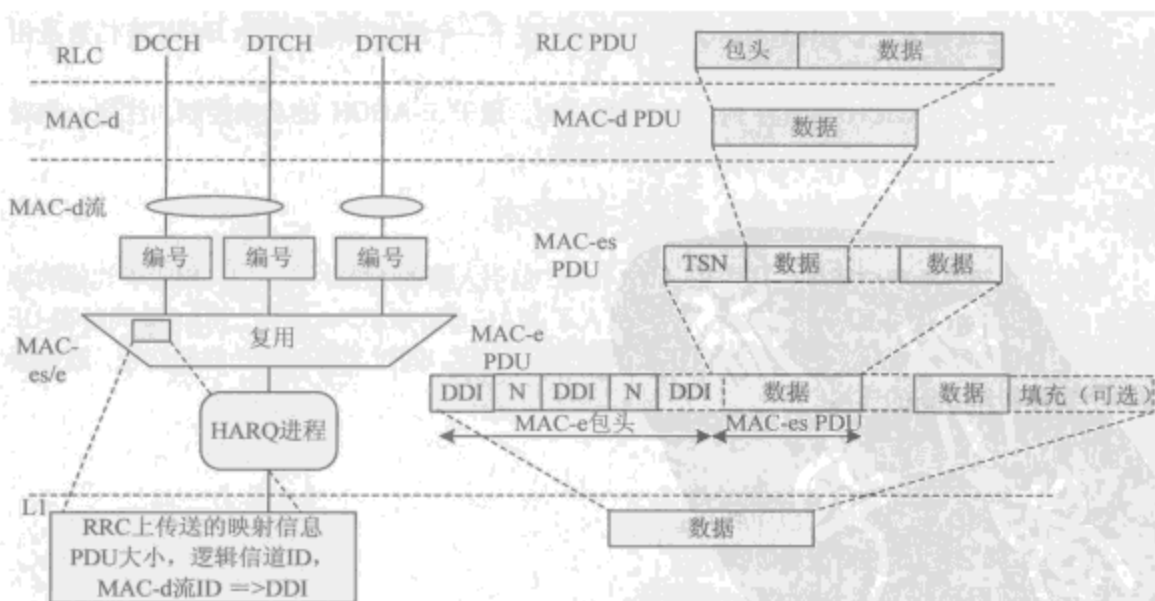 RLC DCCH DTCH DTCH RLC PDU 包头 数据
MAC-d MAC-d PDU 数据
MAC-d流
编号 编号 编号
MAC-es
PDU
TSN 数据 数据
MAC-
es/e
复用
MAC-e
PDU
DDI N DDI N DDI 数据 数据 填充（可选）
MAC-e包头 MAC-es PDU
HARQ进程
L1
RRC上传送的映射信息
PDU大小，逻辑信道ID，
MAC-d流ID =>DDI
数据